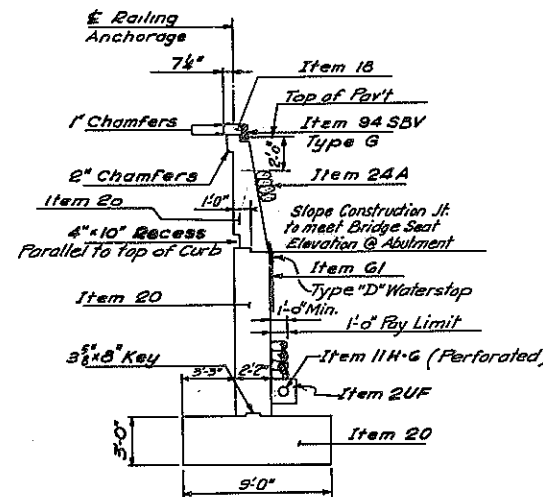 ℄ Railing
Anchorage
7¼"
Item 18
Top of Pav't
1" Chamfers
Item 94 SBV
Type G
2'-0"
2" Chamfers
Item 24A
Item 20
1'-0"
Slope Construction Jt.
to meet Bridge Seat
Elevation @ Abutment
4" x 10" Recess
Parallel to top of Curb
Item 61
Type "D" Waterstop
Item 20
1'-0" Min.
1'-0" Pay Limit
3⅝" x 8" Key
3'-3"
2'-2"
Item 11H-6 (Perforated)
Item 2UF
3'-0"
Item 20
9'-0"